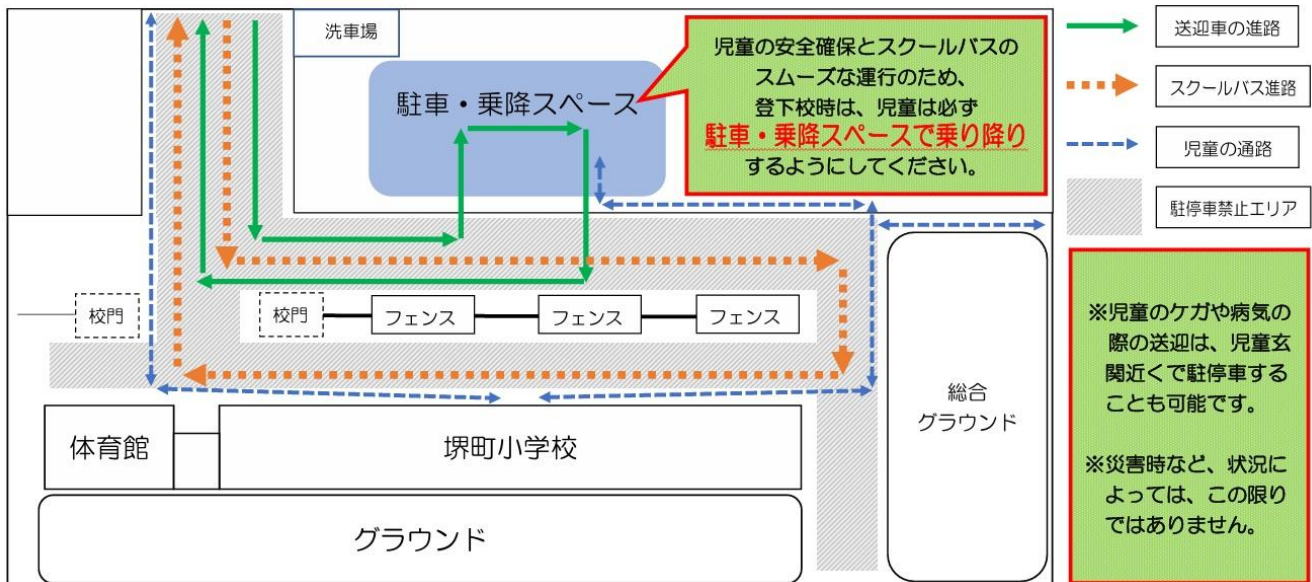 洗車場
駐車・乗降スペース
児童の安全確保とスクールバスの
スムーズな運行のため、
登下校時は、児童は必ず
駐車・乗降スペースで乗り降り
するようにしてください。
送迎車の進路
スクールバス進路
児童の通路
駐停車禁止エリア
校門
校門
フェンス
フェンス
フェンス
体育館
堺町小学校
グラウンド
総合
グラウンド
※児童のケガや病気の
際の送迎は、児童玄
関近くで駐停車する
ことも可能です。
※災害時など、状況に
よっては、この限り
ではありません。